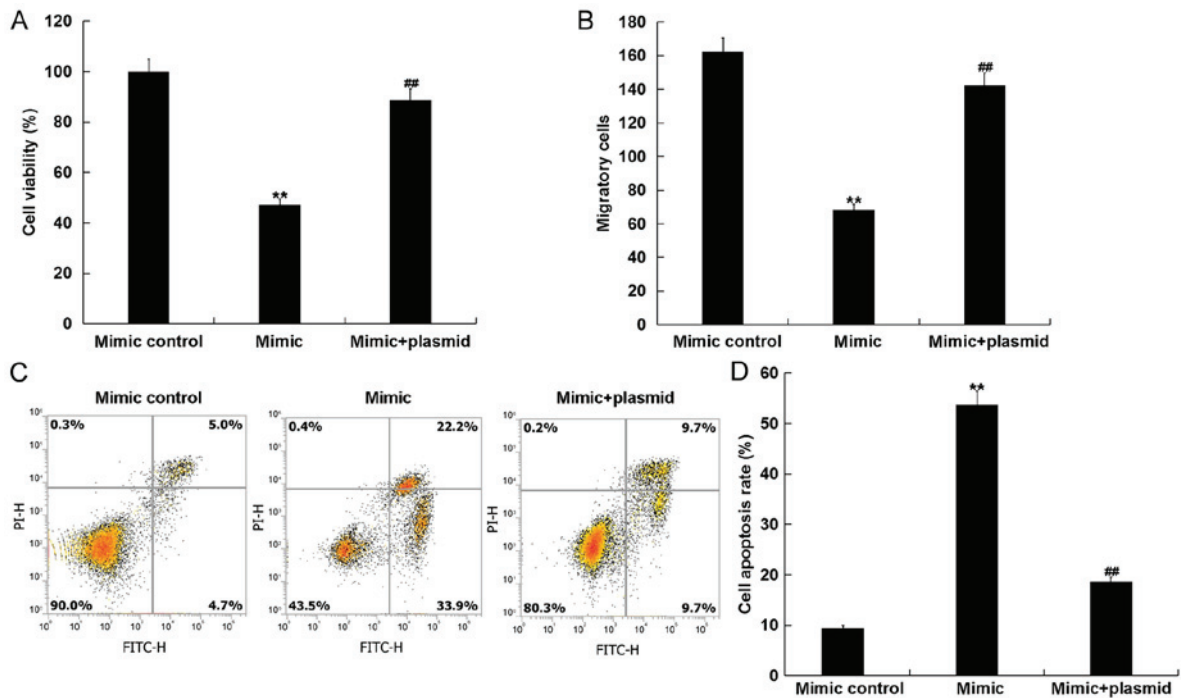 A
Cell viability (%)
120
100
80
60
40
20
0
**
##
Mimic control Mimic Mimic+plasmid
B
Migratory cells
180
160
140
120
100
80
60
40
20
0
**
##
Mimic control Mimic Mimic+plasmid
C
Mimic control
0.3% 5.0%
90.0% 4.7%
PI-H
FITC-H
Mimic
0.4% 22.2%
43.5% 33.9%
PI-H
FITC-H
Mimic+plasmid
0.2% 9.7%
80.3% 9.7%
PI-H
FITC-H
D
Cell apoptosis rate (%)
60
50
40
30
20
10
0
**
##
Mimic control Mimic Mimic+plasmid